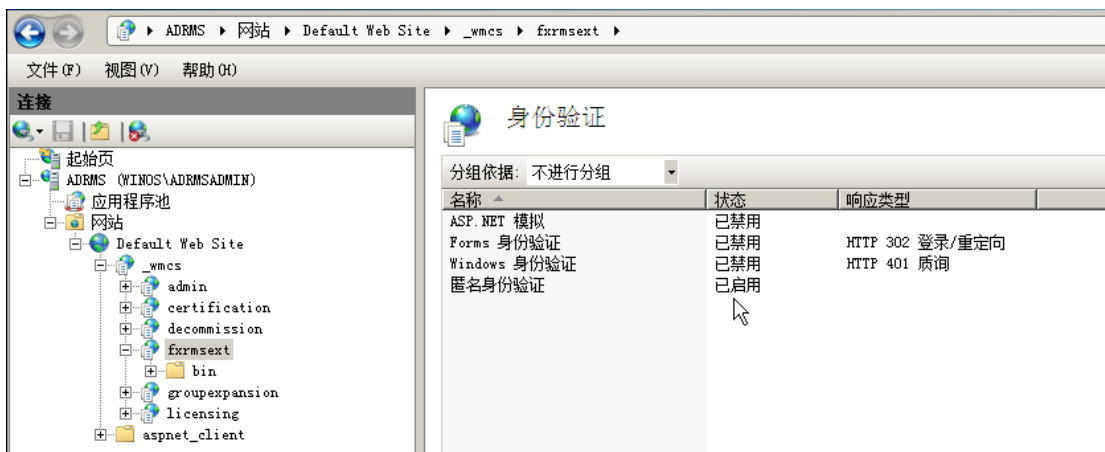 ADRMS 网站 Default Web Site _wmcs fxrmsext
文件(F) 视图(V) 帮助(H)
连接
起始页
ADRMS (WINOS\ADRMSADMIN)
应用程序池
网站
Default Web Site
_wmcs
admin
certification
decommission
fxrmsext
bin
groupexpansion
licensing
aspnet_client
身份验证
分组依据: 不进行分组
名称 状态 响应类型
ASP.NET 模拟 已禁用
Forms 身份验证 已禁用 HTTP 302 登录/重定向
Windows 身份验证 已禁用 HTTP 401 质询
匿名身份验证 已启用